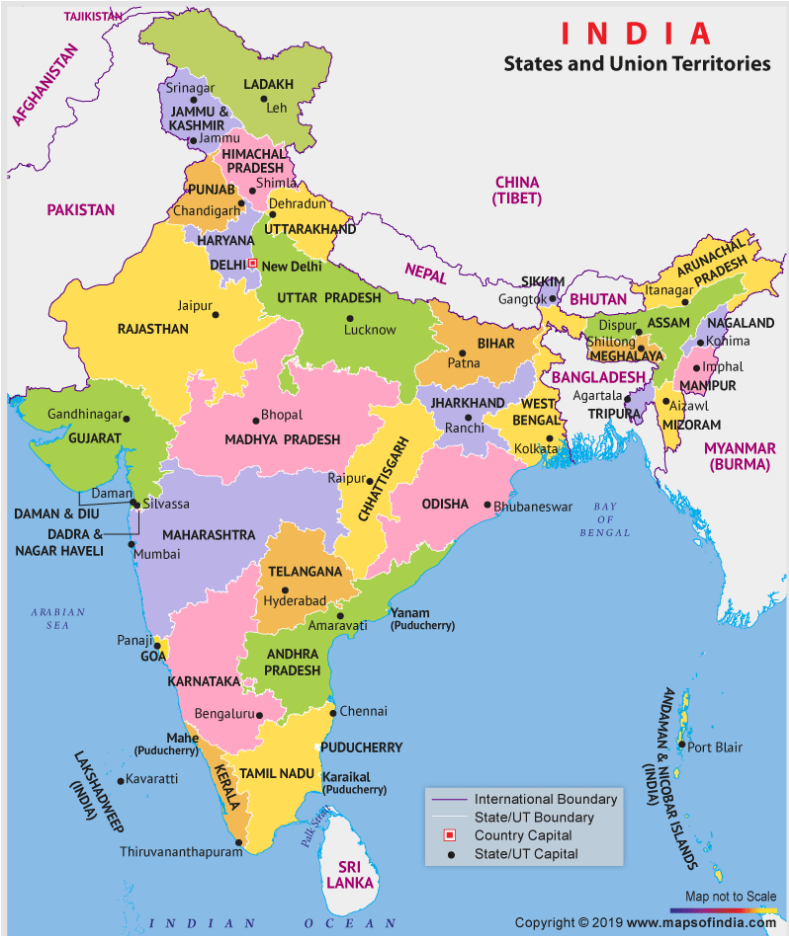 INDIA
States and Union Territories
TAJIKISTAN
AFGHANISTAN
PAKISTAN
CHINA
(TIBET)
NEPAL
BHUTAN
BANGLADESH
MYANMAR
(BURMA)
SRI
LANKA
LADAKH
Leh
Srinagar
JAMMU &
KASHMIR
Jammu
HIMACHAL
PRADESH
Shimla
PUNJAB
Chandigarh
Dehradun
UTTARAKHAND
HARYANA
DELHI
New Delhi
UTTAR PRADESH
Lucknow
Jaipur
RAJASTHAN
BIHAR
Patna
SIKKIM
Gangtok
ARUNACHAL
PRADESH
Itanagar
Dispur
ASSAM
NAGALAND
Kohima
Shillong
MEGHALAYA
Imphal
MANIPUR
Agartala
TRIPURA
Aizawl
MIZORAM
Gandhinagar
GUJARAT
Bhopal
MADHYA PRADESH
JHARKHAND
Ranchi
WEST
BENGAL
Kolkata
Raipur
CHHATTISGARH
ODISHA
Bhubaneswar
Daman
Silvassa
DAMAN & DIU
DADRA &
NAGAR HAVELI
MAHARASHTRA
Mumbai
TELANGANA
Hyderabad
Amaravati
Yanam
(Puducherry)
ANDHRA
PRADESH
Panaji
GOA
KARNATAKA
Bengaluru
Chennai
Mahe
(Puducherry)
PUDUCHERRY
KERALA
TAMIL NADU
Karaikal
(Puducherry)
Thiruvananthapuram
LAKSHADWEEP
(INDIA)
Kavaratti
ANDAMAN & NICOBAR ISLANDS
(INDIA)
Port Blair
ARABIAN
SEA
BAY
OF
BENGAL
Palk Strait
INDIAN OCEAN
International Boundary
State/UT Boundary
Country Capital
State/UT Capital
Map not to Scale
Copyright © 2019 www.mapsofindia.com